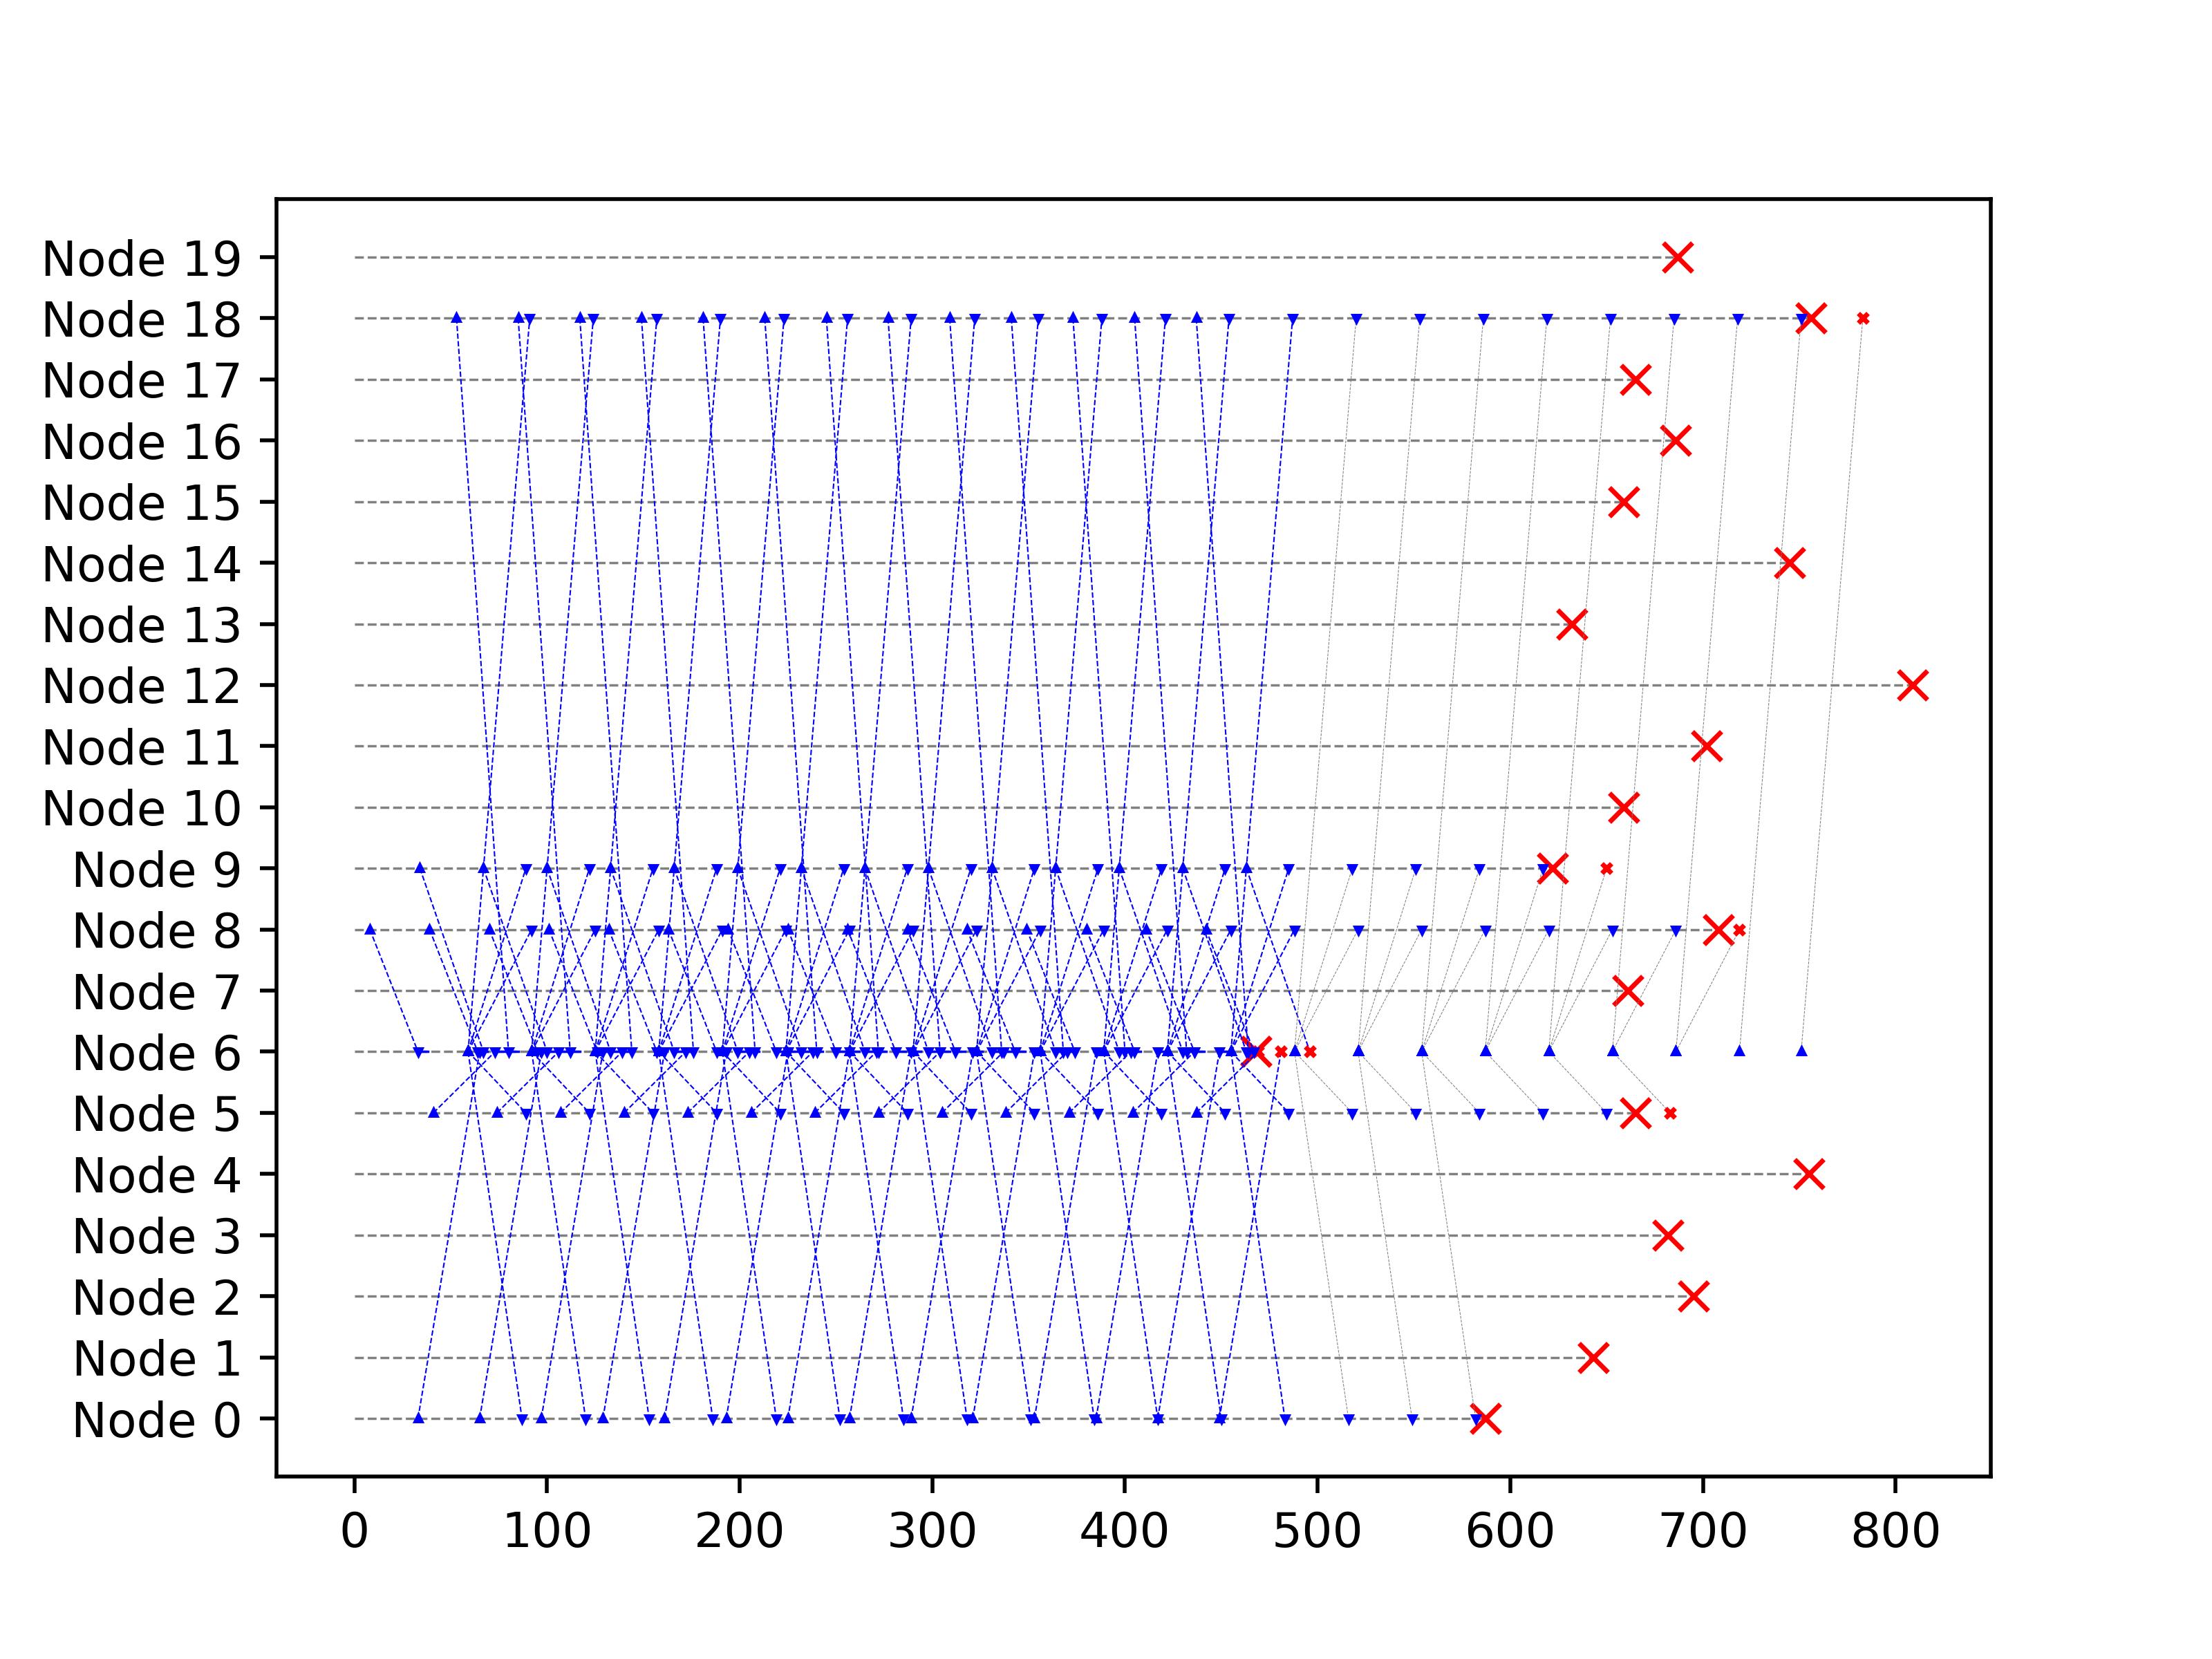 Node 19
Node 18
Node 17
Node 16
Node 15
Node 14
Node 13
Node 12
Node 11
Node 10
Node 9
Node 8
Node 7
Node 6
Node 5
Node 4
Node 3
Node 2
Node 1
Node 0
0 100 200 300 400 500 600 700 800